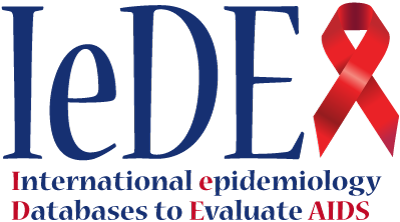 IeDEA
International epidemiology
Databases to Evaluate AIDS